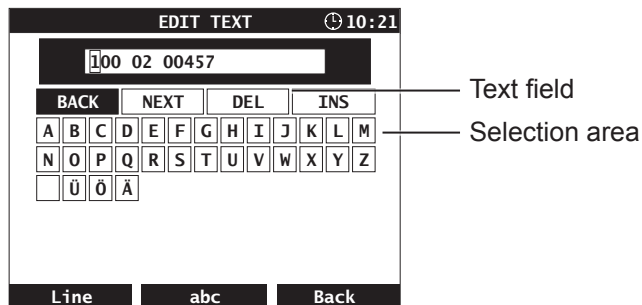 EDIT TEXT 10:21
100 02 00457
BACK NEXT DEL INS
Text field
A B C D E F G H I J K L M
Selection area
N O P Q R S T U V W X Y Z
Ü Ö Ä
Line abc Back